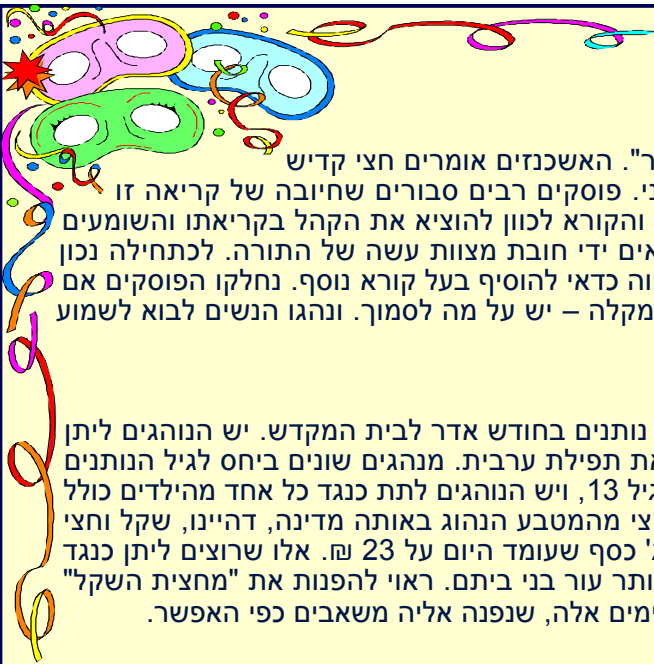 ר". האשכנזים אומרים חצי קדיש
ני. פוסקים רבים סבורים שחיובה של קריאה זו
והקורא לכוון להוציא את הקהל בקריאתו והשומעים
אים ידי חובת מצוות עשה של התורה. לכתחילה נכון
ווה כדאי להוסיף בעל קורא נוסף. נחלקו הפוסקים אם
מקלה – יש על מה לסמוך. ונהגו הנשים לבוא לשמוע
נותנים בחודש אדר לבית המקדש. יש הנוהגים ליתן
את תפילת ערבית. מנהגים שונים ביחס לגיל הנותנים
גיל 13, ויש הנוהגים לתת כנגד כל אחד מהילדים כולל
צי מהמטבע הנהוג באותה מדינה, דהיינו, שקל וחצי
' כסף שעומד היום על 23 ₪. אלו שרוצים ליתן כנגד
ותר עור בני ביתם. ראוי להפנות את "מחצית השקל"
ימים אלה, שנפנה אליה משאבים כפי האפשר.